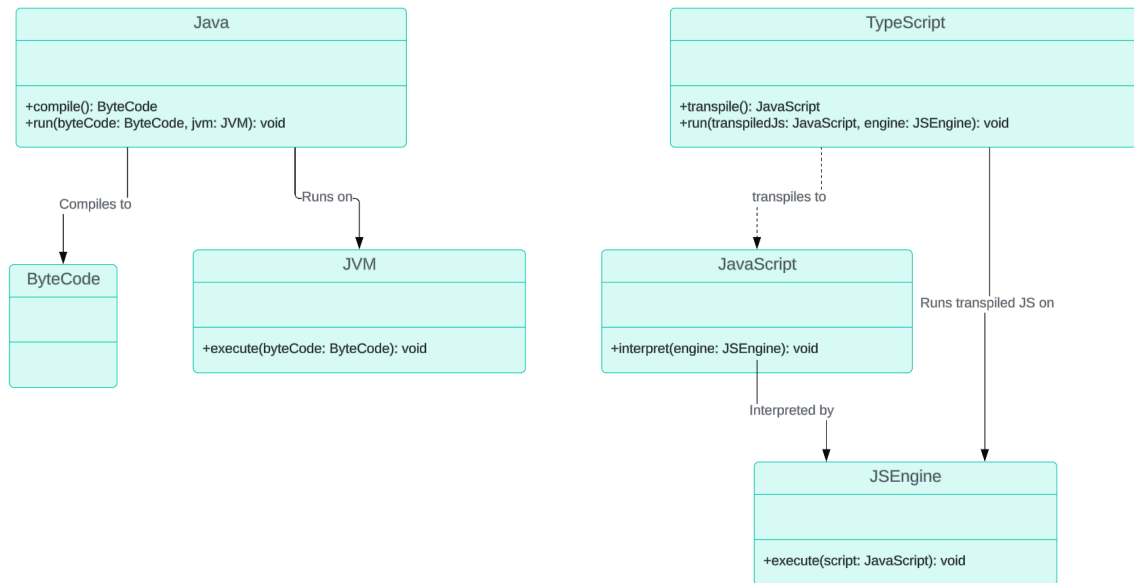 Java
+compile(): ByteCode
+run(byteCode: ByteCode, jvm: JVM): void
Compiles to
Runs on
ByteCode
JVM
+execute(byteCode: ByteCode): void
TypeScript
+transpile(): JavaScript
+run(transpiledJs: JavaScript, engine: JSEngine): void
transpiles to
Runs transpiled JS on
JavaScript
+interpret(engine: JSEngine): void
Interpreted by
JSEngine
+execute(script: JavaScript): void